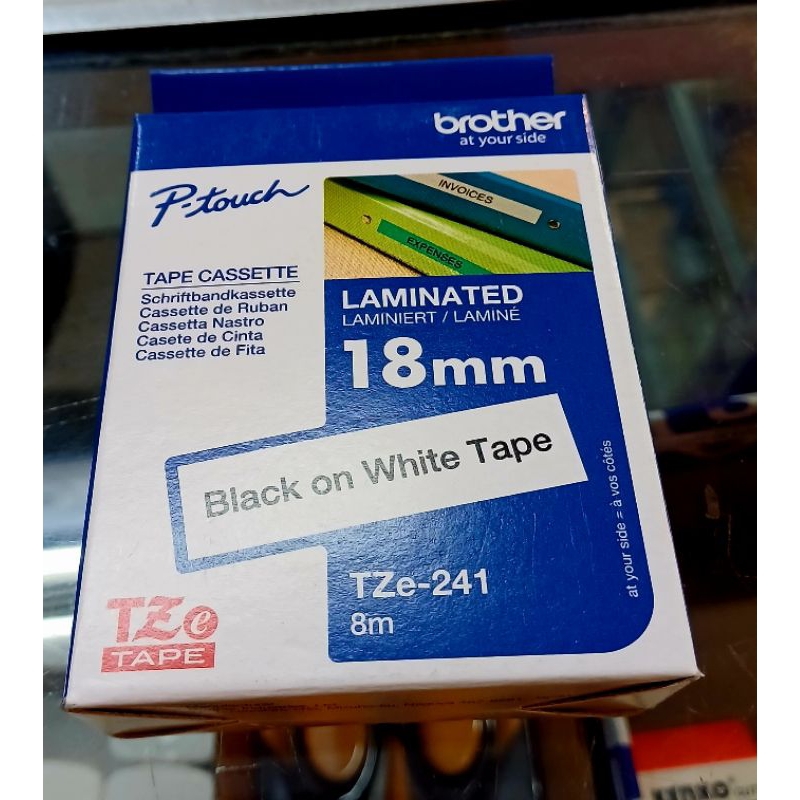 brother
at your side
P-touch
INVOICES
EXPENSES
TAPE CASSETTE
Schriftbandkassette
Cassette de Ruban
Cassetta Nastro
Casete de Cinta
Cassette de Fita
LAMINATED
LAMINIERT / LAMINÉ
18mm
Black on White Tape
at your side = à vos côtés
TZe-241
8m
TZe
TAPE